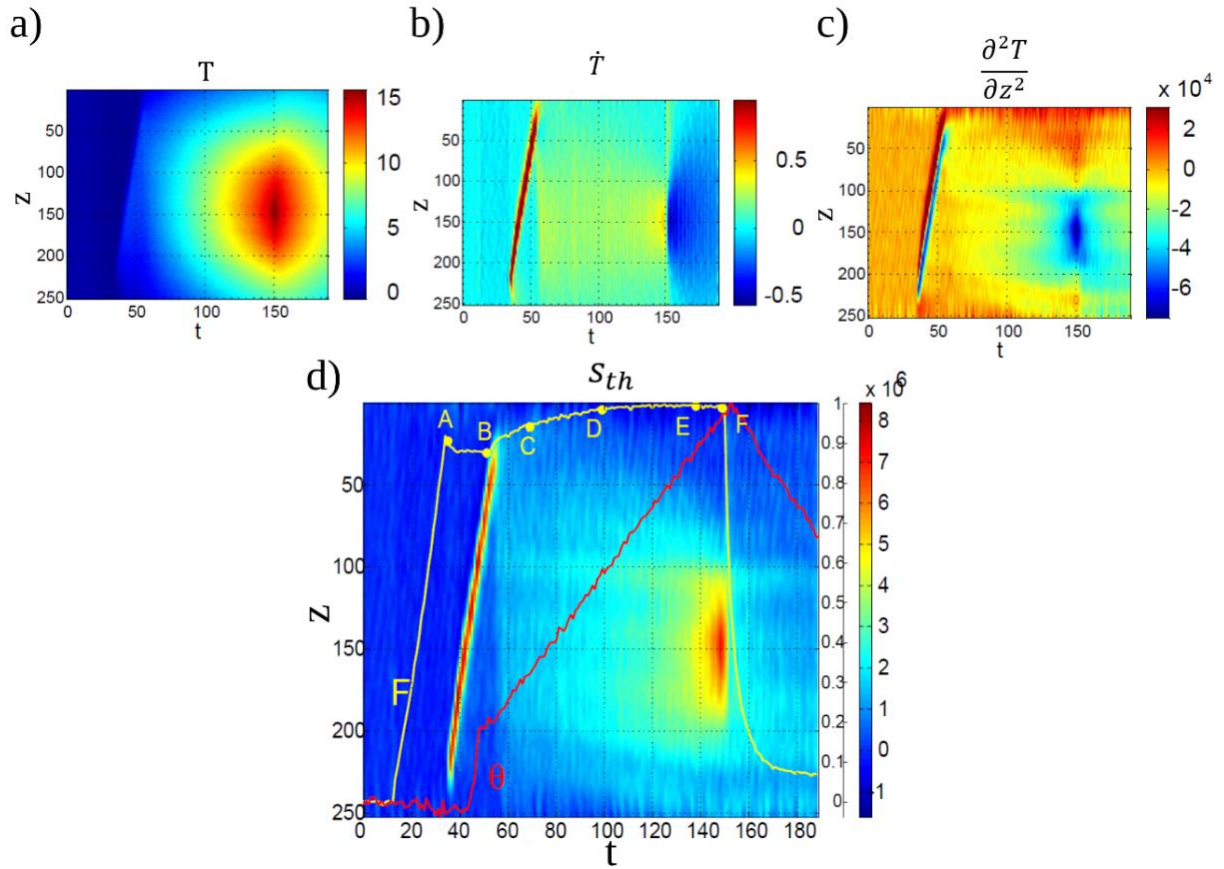 a)
T
z
50
100
150
200
250
0
50
100
150
t
15
10
5
0
b)
Ṫ
z
50
100
150
200
250
0
50
100
150
t
0.5
0
-0.5
c)
∂²T
∂z²
x 10⁴
z
50
100
150
200
250
0
50
100
150
t
2
0
-2
-4
-6
d)
s_th
x 10⁶
z
50
100
150
200
250
A
B
C
D
E
F
F
θ
0
20
40
60
80
100
120
140
160
180
t
1
0.9
0.8
0.7
0.6
0.5
0.4
0.3
0.2
0.1
0
8
7
6
5
4
3
2
1
0
1